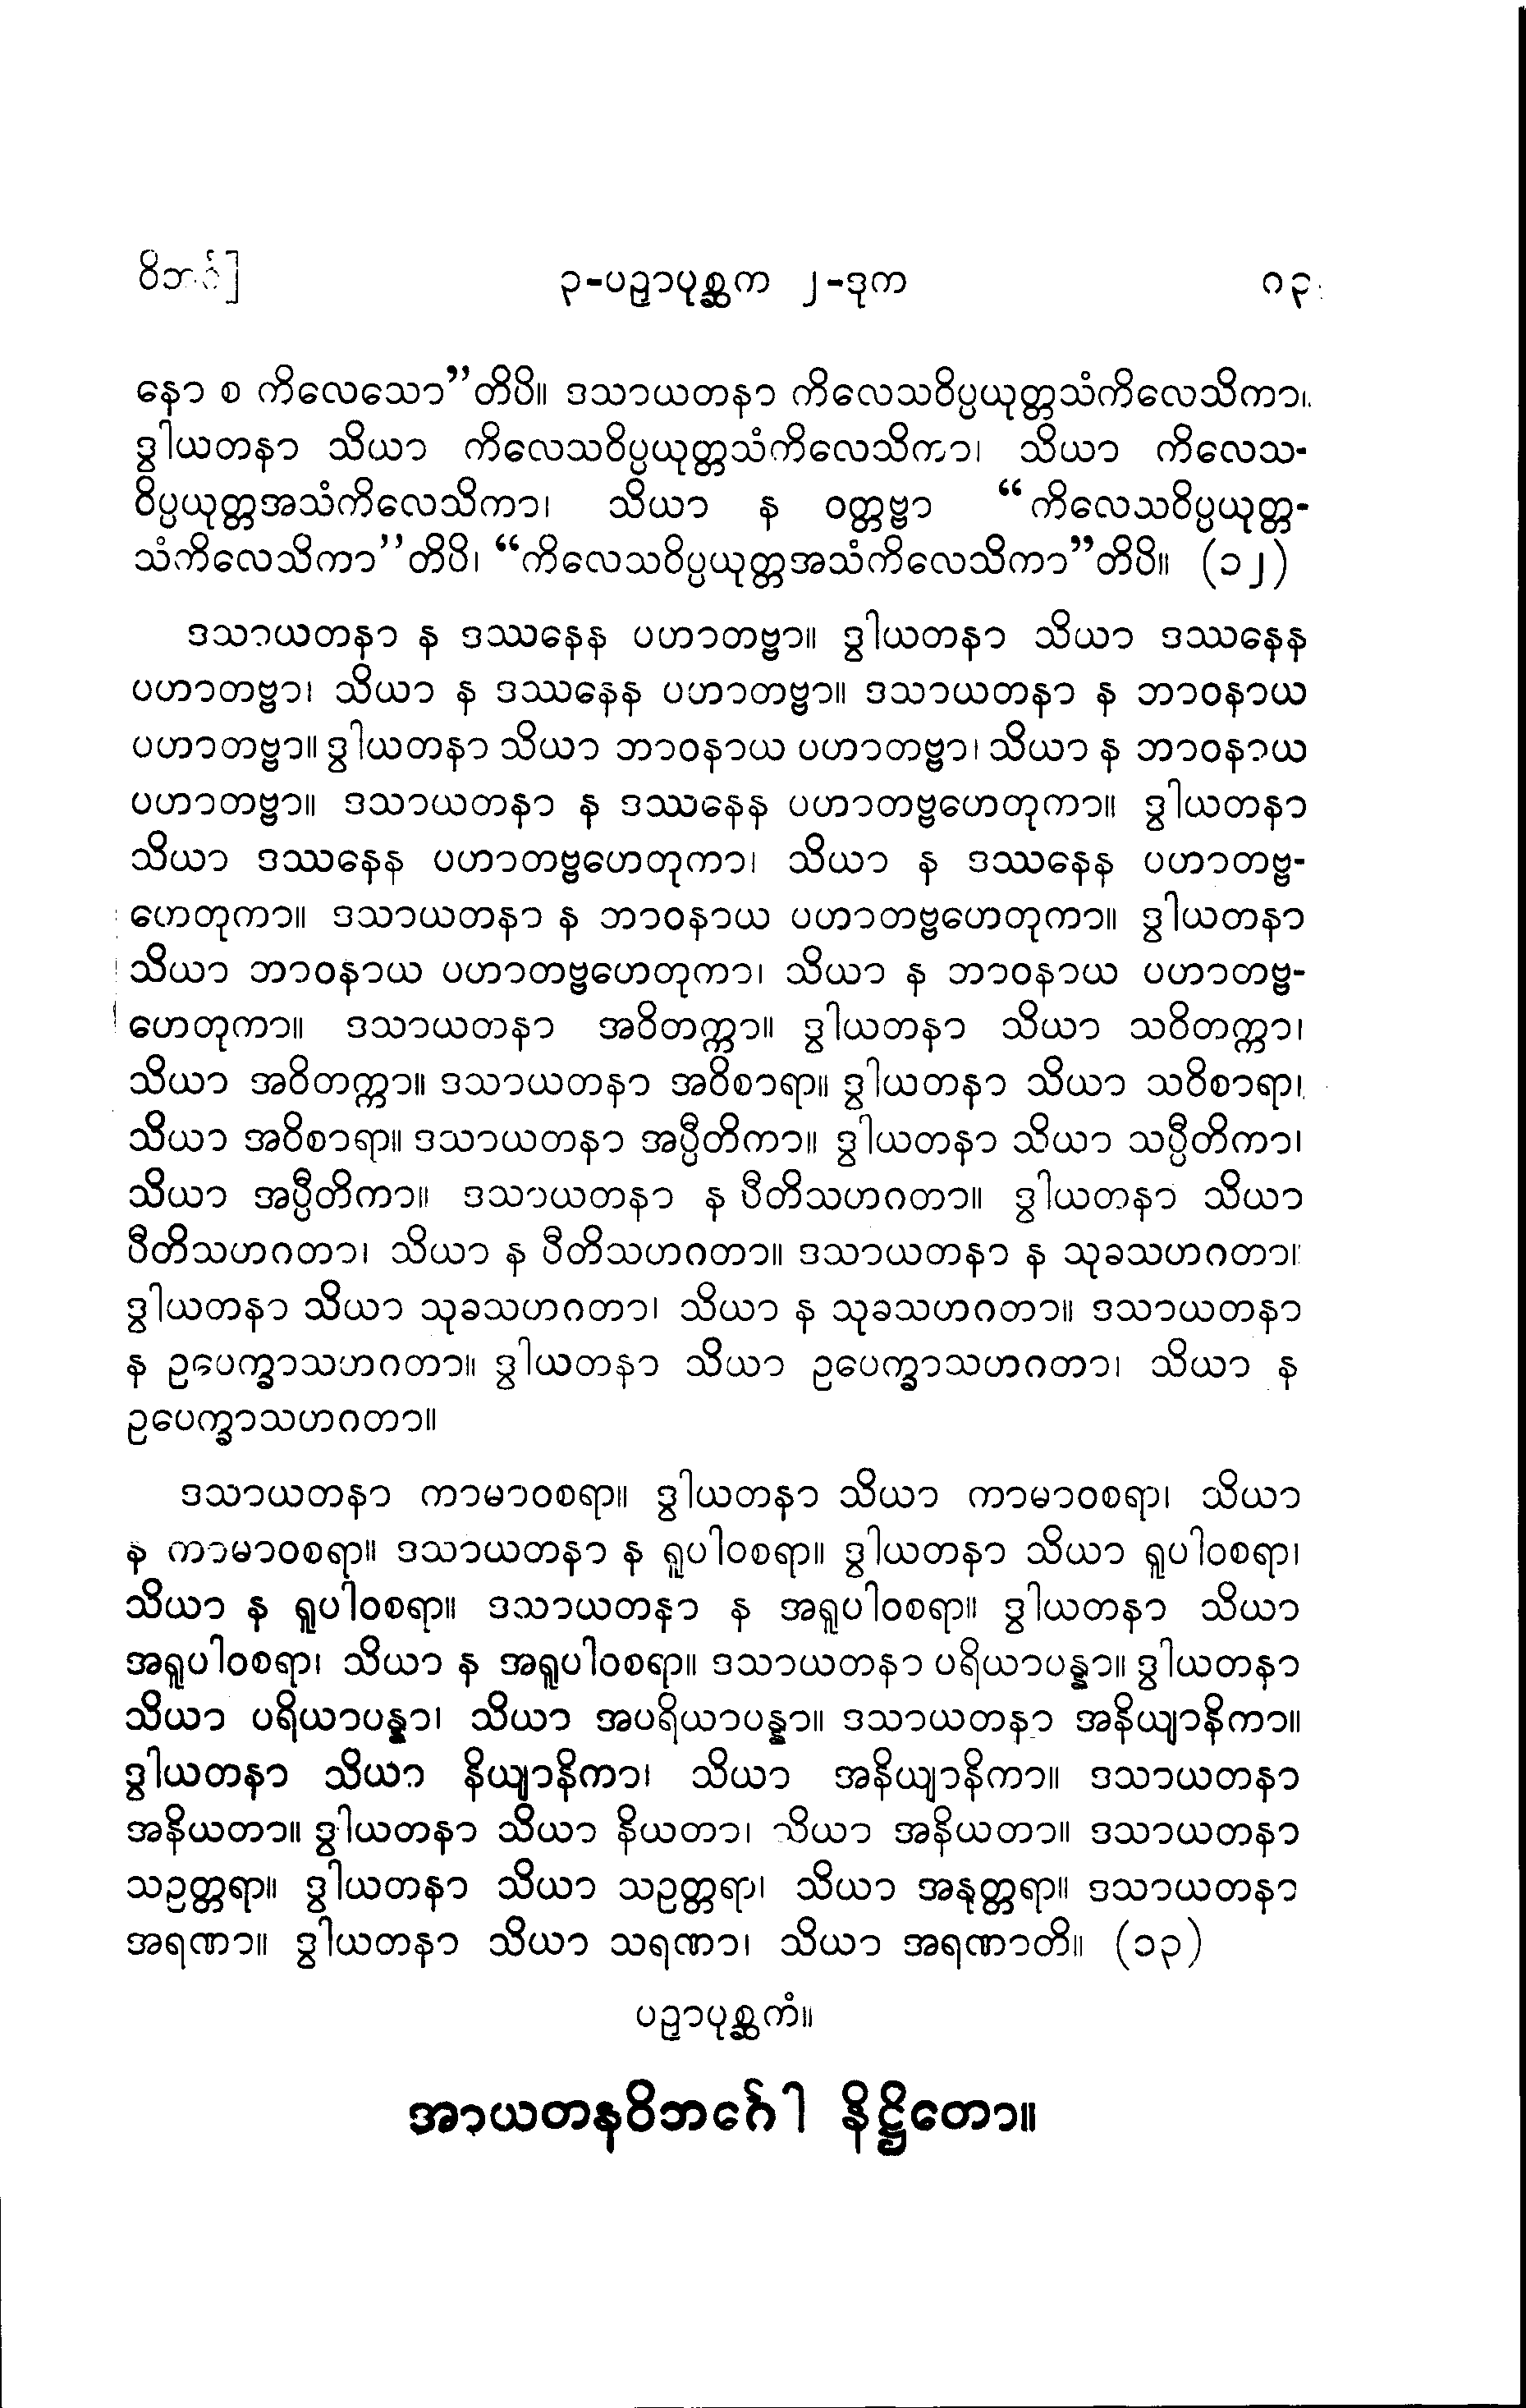 ဝိဘင်္ဂ] ၃-ပဉှာပုစ္ဆက ၂-ဒုက ၈၃
နော စ ကိလေသော”တိပိ။ ဒသာယတနာ ကိလေသဝိပ္ပယုတ္တသံကိလေသိကာ၊
ဒွါယတနာ သိယာ ကိလေသဝိပ္ပယုတ္တသံကိလေသိကာ၊ သိယာ ကိလေသ-
ဝိပ္ပယုတ္တအသံကိလေသိကာ၊ သိယာ န ဝတ္တဗ္ဗာ “ကိလေသဝိပ္ပယုတ္တ-
သံကိလေသိကာ”တိပိ၊ “ကိလေသဝိပ္ပယုတ္တအသံကိလေသိကာ”တိပိ။ (၁၂)
ဒသာယတနာ န ဒဿနေန ပဟာတဗ္ဗာ။ ဒွါယတနာ သိယာ ဒဿနေန
ပဟာတဗ္ဗာ၊ သိယာ န ဒဿနေန ပဟာတဗ္ဗာ။ ဒသာယတနာ န ဘာဝနာယ
ပဟာတဗ္ဗာ။ ဒွါယတနာ သိယာ ဘာဝနာယ ပဟာတဗ္ဗာ၊ သိယာ န ဘာဝနာယ
ပဟာတဗ္ဗာ။ ဒသာယတနာ န ဒဿနေန ပဟာတဗ္ဗဟေတုကာ။ ဒွါယတနာ
သိယာ ဒဿနေန ပဟာတဗ္ဗဟေတုကာ၊ သိယာ န ဒဿနေန ပဟာတဗ္ဗ-
ဟေတုကာ။ ဒသာယတနာ န ဘာဝနာယ ပဟာတဗ္ဗဟေတုကာ။ ဒွါယတနာ
သိယာ ဘာဝနာယ ပဟာတဗ္ဗဟေတုကာ၊ သိယာ န ဘာဝနာယ ပဟာတဗ္ဗ-
ဟေတုကာ။ ဒသာယတနာ အဝိတက္ကာ။ ဒွါယတနာ သိယာ သဝိတက္ကာ၊
သိယာ အဝိတက္ကာ။ ဒသာယတနာ အဝိစာရာ။ ဒွါယတနာ သိယာ သဝိစာရာ၊
သိယာ အဝိစာရာ။ ဒသာယတနာ အပ္ပီတိကာ။ ဒွါယတနာ သိယာ သပ္ပီတိကာ၊
သိယာ အပ္ပီတိကာ။ ဒသာယတနာ န ပီတိသဟဂတာ။ ဒွါယတနာ သိယာ
ပီတိသဟဂတာ၊ သိယာ န ပီတိသဟဂတာ။ ဒသာယတနာ န သုခသဟဂတာ။
ဒွါယတနာ သိယာ သုခသဟဂတာ၊ သိယာ န သုခသဟဂတာ။ ဒသာယတနာ
န ဥပေက္ခာသဟဂတာ။ ဒွါယတနာ သိယာ ဥပေက္ခာသဟဂတာ၊ သိယာ န
ဥပေက္ခာသဟဂတာ။
ဒသာယတနာ ကာမာဝစရာ။ ဒွါယတနာ သိယာ ကာမာဝစရာ၊ သိယာ
န ကာမာဝစရာ။ ဒသာယတနာ န ရူပါဝစရာ။ ဒွါယတနာ သိယာ ရူပါဝစရာ၊
သိယာ န ရူပါဝစရာ။ ဒသာယတနာ န အရူပါဝစရာ။ ဒွါယတနာ သိယာ
အရူပါဝစရာ၊ သိယာ န အရူပါဝစရာ။ ဒသာယတနာ ပရိယာပန္နာ။ ဒွါယတနာ
သိယာ ပရိယာပန္နာ၊ သိယာ အပရိယာပန္နာ။ ဒသာယတနာ အနိယျာနိကာ။
ဒွါယတနာ သိယာ နိယျာနိကာ၊ သိယာ အနိယျာနိကာ။ ဒသာယတနာ
အနိယတာ။ ဒွါယတနာ သိယာ နိယတာ၊ သိယာ အနိယတာ။ ဒသာယတနာ
သဥတ္တရာ။ ဒွါယတနာ သိယာ သဥတ္တရာ၊ သိယာ အနုတ္တရာ။ ဒသာယတနာ
အရဏာ။ ဒွါယတနာ သိယာ သရဏာ၊ သိယာ အရဏာတိ။ (၁၃)
ပဉှာပုစ္ဆကံ။
အာယတနဝိဘင်္ဂေါ နိဋ္ဌိတော။